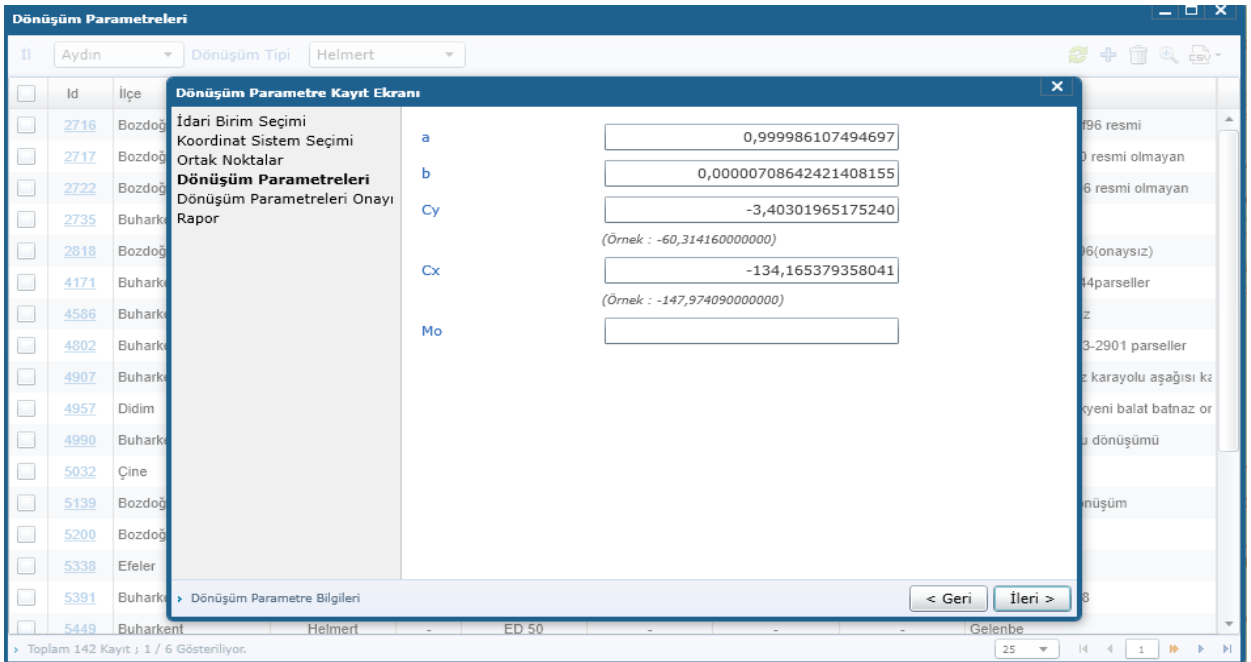 Dönüşüm Parametreleri
İl Aydın Dönüşüm Tipi Helmert CSV
Id İlçe
Dönüşüm Parametre Kayıt Ekranı
İdari Birim Seçimi
Koordinat Sistem Seçimi
Ortak Noktalar
Dönüşüm Parametreleri
Dönüşüm Parametreleri Onayı
Rapor
a 0,999986107494697
b 0,00000708642421408155
Cy -3,40301965175240
(Örnek : -60,314160000000)
Cx -134,165379358041
(Örnek : -147,974090000000)
Mo
Dönüşüm Parametre Bilgileri
< Geri İleri >
2716 Bozdoğ f96 resmi
2717 Bozdoğ 0 resmi olmayan
2722 Bozdoğ 6 resmi olmayan
2735 Buharke
2818 Bozdoğ 96(onaysız)
4171 Buharke 44parseller
4586 Buharke z
4802 Buharke 3-2901 parseller
4907 Buharke z karayolu aşağısı ka
4957 Didim kyeni balat batnaz or
4990 Buharke u dönüşümü
5032 Çine
5139 Bozdoğ önüşüm
5200 Bozdoğ
5338 Efeler
5391 Buharke 8
5449 Buharkent Helmert - ED 50 - - - Gelenbe
Toplam 142 Kayıt ; 1 / 6 Gösteriliyor. 25 1